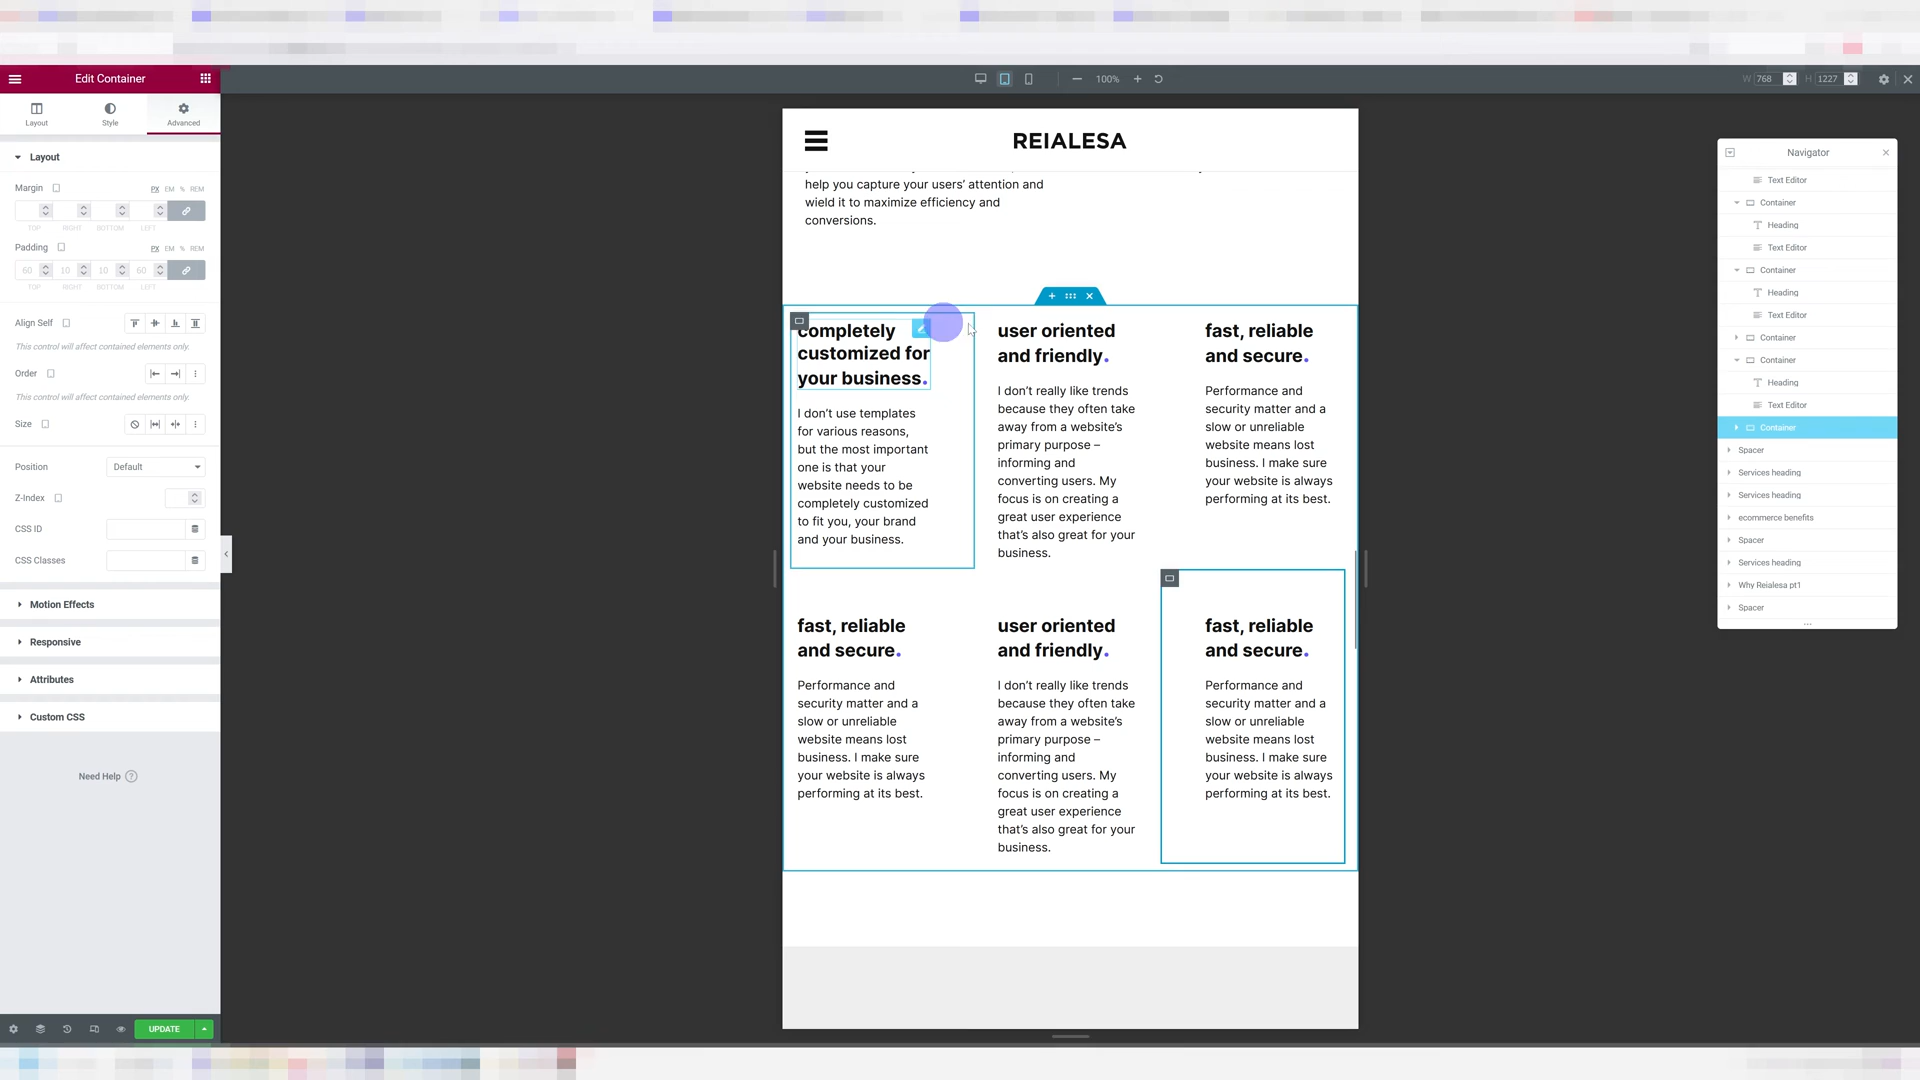 Edit Container
100%
W 768
H 1227
Layout
Style
Advanced
Layout
Margin
PX EM % REM
TOP RIGHT BOTTOM LEFT
Padding
PX EM % REM
60 10 10 60
TOP RIGHT BOTTOM LEFT
Align Self
This control will affect contained elements only.
Order
This control will affect contained elements only.
Size
Position
Default
Z-Index
CSS ID
CSS Classes
Motion Effects
Responsive
Attributes
Custom CSS
Need Help
UPDATE
REIALESA
help you capture your users’ attention and
wield it to maximize efficiency and
conversions.
completely
customized for
your business.
I don’t use templates
for various reasons,
but the most important
one is that your
website needs to be
completely customized
to fit you, your brand
and your business.
user oriented
and friendly.
I don’t really like trends
because they often take
away from a website’s
primary purpose –
informing and
converting users. My
focus is on creating a
great user experience
that’s also great for your
business.
fast, reliable
and secure.
Performance and
security matter and a
slow or unreliable
website means lost
business. I make sure
your website is always
performing at its best.
fast, reliable
and secure.
Performance and
security matter and a
slow or unreliable
website means lost
business. I make sure
your website is always
performing at its best.
user oriented
and friendly.
I don’t really like trends
because they often take
away from a website’s
primary purpose –
informing and
converting users. My
focus is on creating a
great user experience
that’s also great for your
business.
fast, reliable
and secure.
Performance and
security matter and a
slow or unreliable
website means lost
business. I make sure
your website is always
performing at its best.
Navigator
Text Editor
Container
Heading
Text Editor
Container
Heading
Text Editor
Container
Container
Heading
Text Editor
Container
Spacer
Services heading
Services heading
ecommerce benefits
Spacer
Services heading
Why Reialesa pt1
Spacer